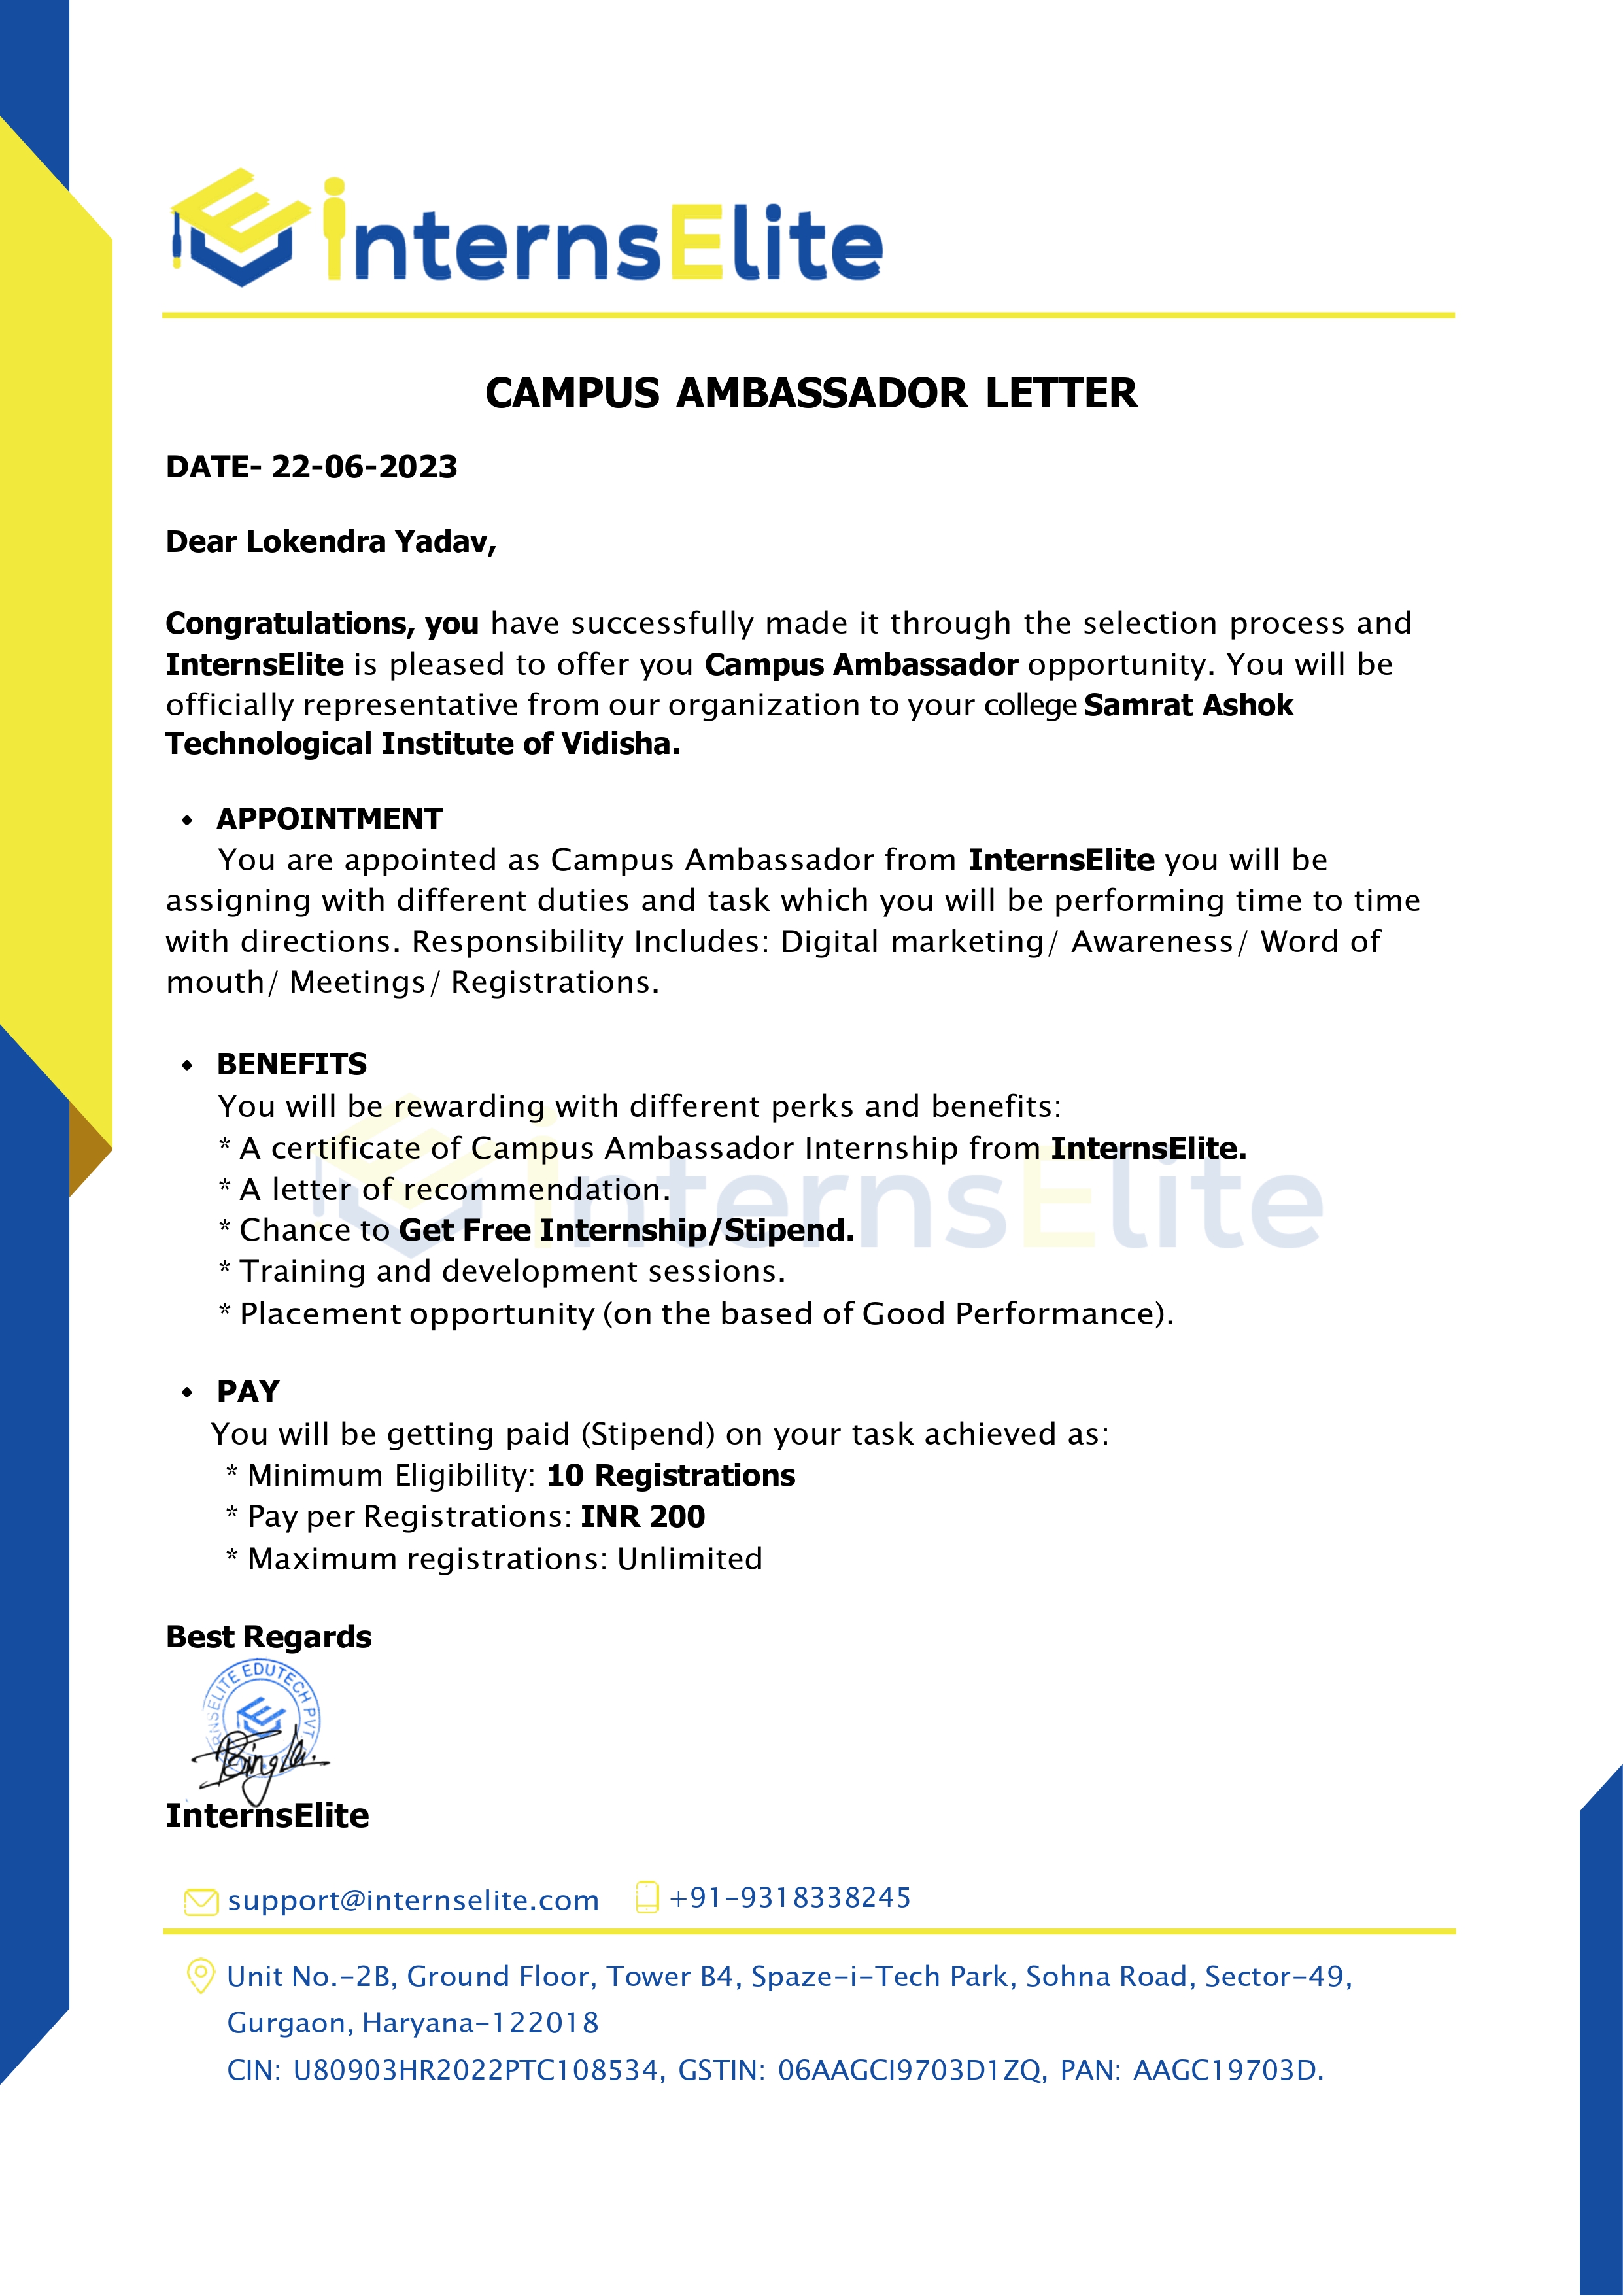 InternsElite
CAMPUS AMBASSADOR LETTER
DATE- 22-06-2023
Dear Lokendra Yadav,
Congratulations, you have successfully made it through the selection process and
InternsElite is pleased to offer you Campus Ambassador opportunity. You will be
officially representative from our organization to your college Samrat Ashok
Technological Institute of Vidisha.
• APPOINTMENT
You are appointed as Campus Ambassador from InternsElite you will be
assigning with different duties and task which you will be performing time to time
with directions. Responsibility Includes: Digital marketing/ Awareness/ Word of
mouth/ Meetings/ Registrations.
• BENEFITS
You will be rewarding with different perks and benefits:
* A certificate of Campus Ambassador Internship from InternsElite.
* A letter of recommendation.
* Chance to Get Free Internship/Stipend.
* Training and development sessions.
* Placement opportunity (on the based of Good Performance).
InternsElite
• PAY
You will be getting paid (Stipend) on your task achieved as:
* Minimum Eligibility: 10 Registrations
* Pay per Registrations: INR 200
* Maximum registrations: Unlimited
Best Regards
RNSELITE EDUTECH PVT
InternsElite
support@internselite.com +91-9318338245
Unit No.-2B, Ground Floor, Tower B4, Spaze-i-Tech Park, Sohna Road, Sector-49,
Gurgaon, Haryana-122018
CIN: U80903HR2022PTC108534, GSTIN: 06AAGCI9703D1ZQ, PAN: AAGC19703D.